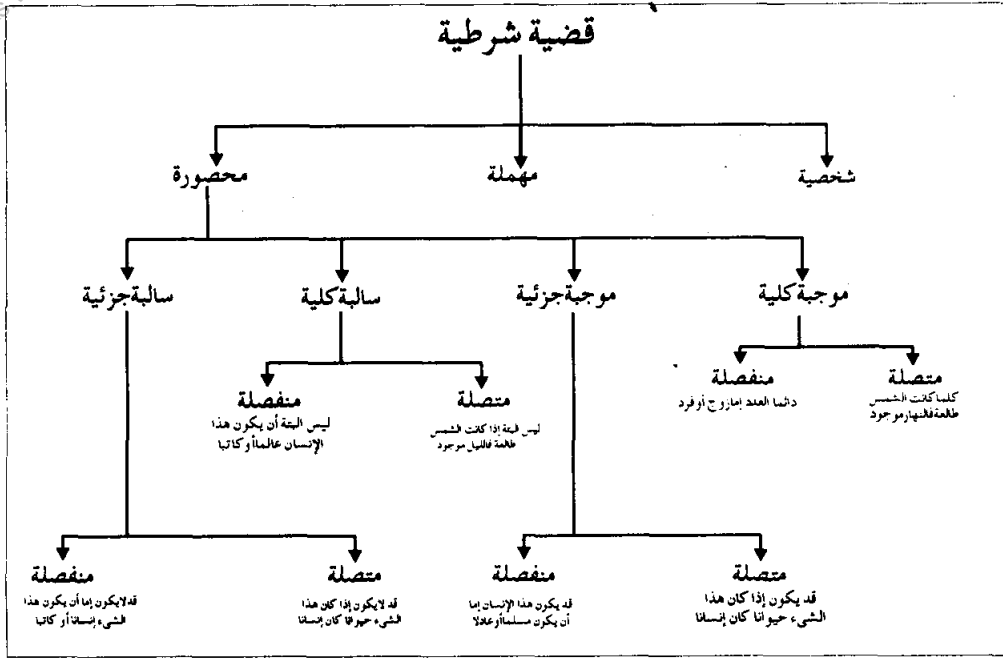 قضية شرطية
شخصية
مهملة
محصورة
موجبة كلية
موجبة جزئية
سالبة كلية
سالبة جزئية
متصلة
كلما كانت الشمس
طالعة فالنهار موجود
منفصلة
دائما العدد إما زوج أو فرد
متصلة
ليس البتة إذا كانت الشمس
طالعة فالليل موجود
منفصلة
ليس البتة أن يكون هذا
الإنسان عالما أو كاتبا
متصلة
قد يكون إذا كان هذا
الشيء حيوانا كان إنسانا
منفصلة
قد يكون هذا الإنسان إما
أن يكون مسلما أو عادلا
متصلة
قد لا يكون إذا كان هذا
الشيء حيوانا كان إنسانا
منفصلة
قد لا يكون إما أن يكون هذا
الشيء إنسانا أو كاتبا